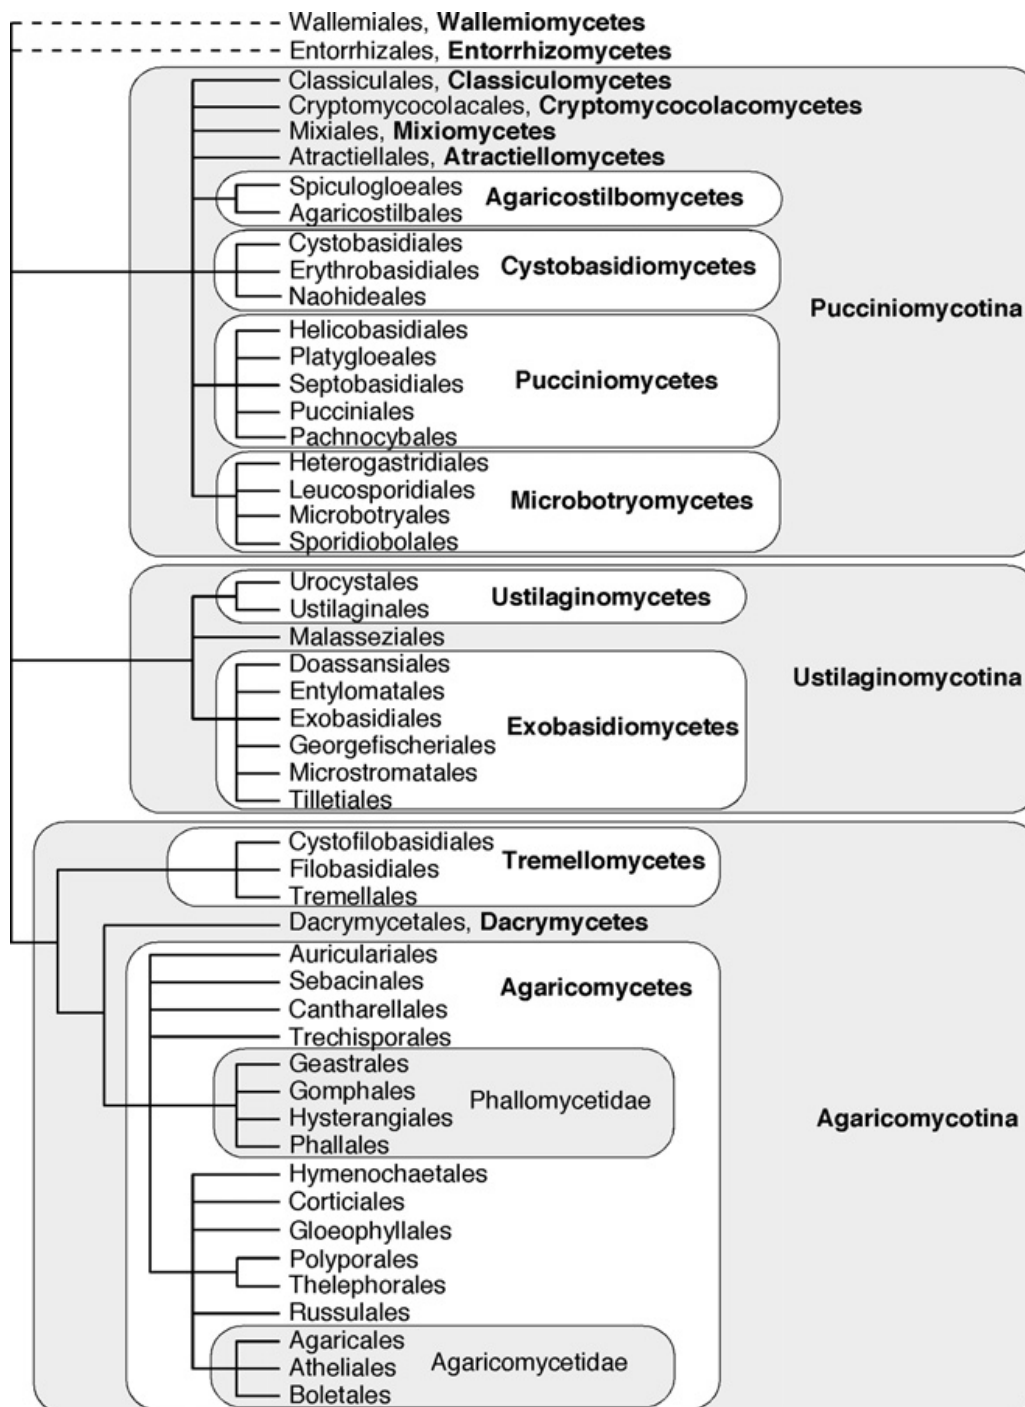 Wallemiales, Wallemiomycetes
Entorrhizales, Entorrhizomycetes
Classiculales, Classiculomycetes
Cryptomycocolacales, Cryptomycocolacomycetes
Mixiales, Mixiomycetes
Atractiellales, Atractiellomycetes
Spiculogloeales
Agaricostilbomycetes
Agaricostilbales
Cystobasidiales
Cystobasidiomycetes
Erythrobasidiales
Naohideales
Pucciniomycotina
Helicobasidiales
Platygloeales
Pucciniomycetes
Septobasidiales
Pucciniales
Pachnocybales
Heterogastridiales
Leucosporidiales
Microbotryomycetes
Microbotryales
Sporidiobolales
Urocystales
Ustilaginomycetes
Ustilaginales
Malasseziales
Ustilaginomycotina
Doassansiales
Entylomatales
Exobasidiales
Exobasidiomycetes
Georgefischeriales
Microstromatales
Tilletiales
Cystofilobasidiales
Tremellomycetes
Filobasidiales
Tremellales
Dacrymycetales, Dacrymycetes
Auriculariales
Sebacinales
Agaricomycetes
Cantharellales
Trechisporales
Geastrales
Gomphales
Phallomycetidae
Hysterangiales
Agaricomycotina
Phallales
Hymenochaetales
Corticiales
Gloeophyllales
Polyporales
Thelephorales
Russulales
Agaricales
Agaricomycetidae
Atheliales
Boletales